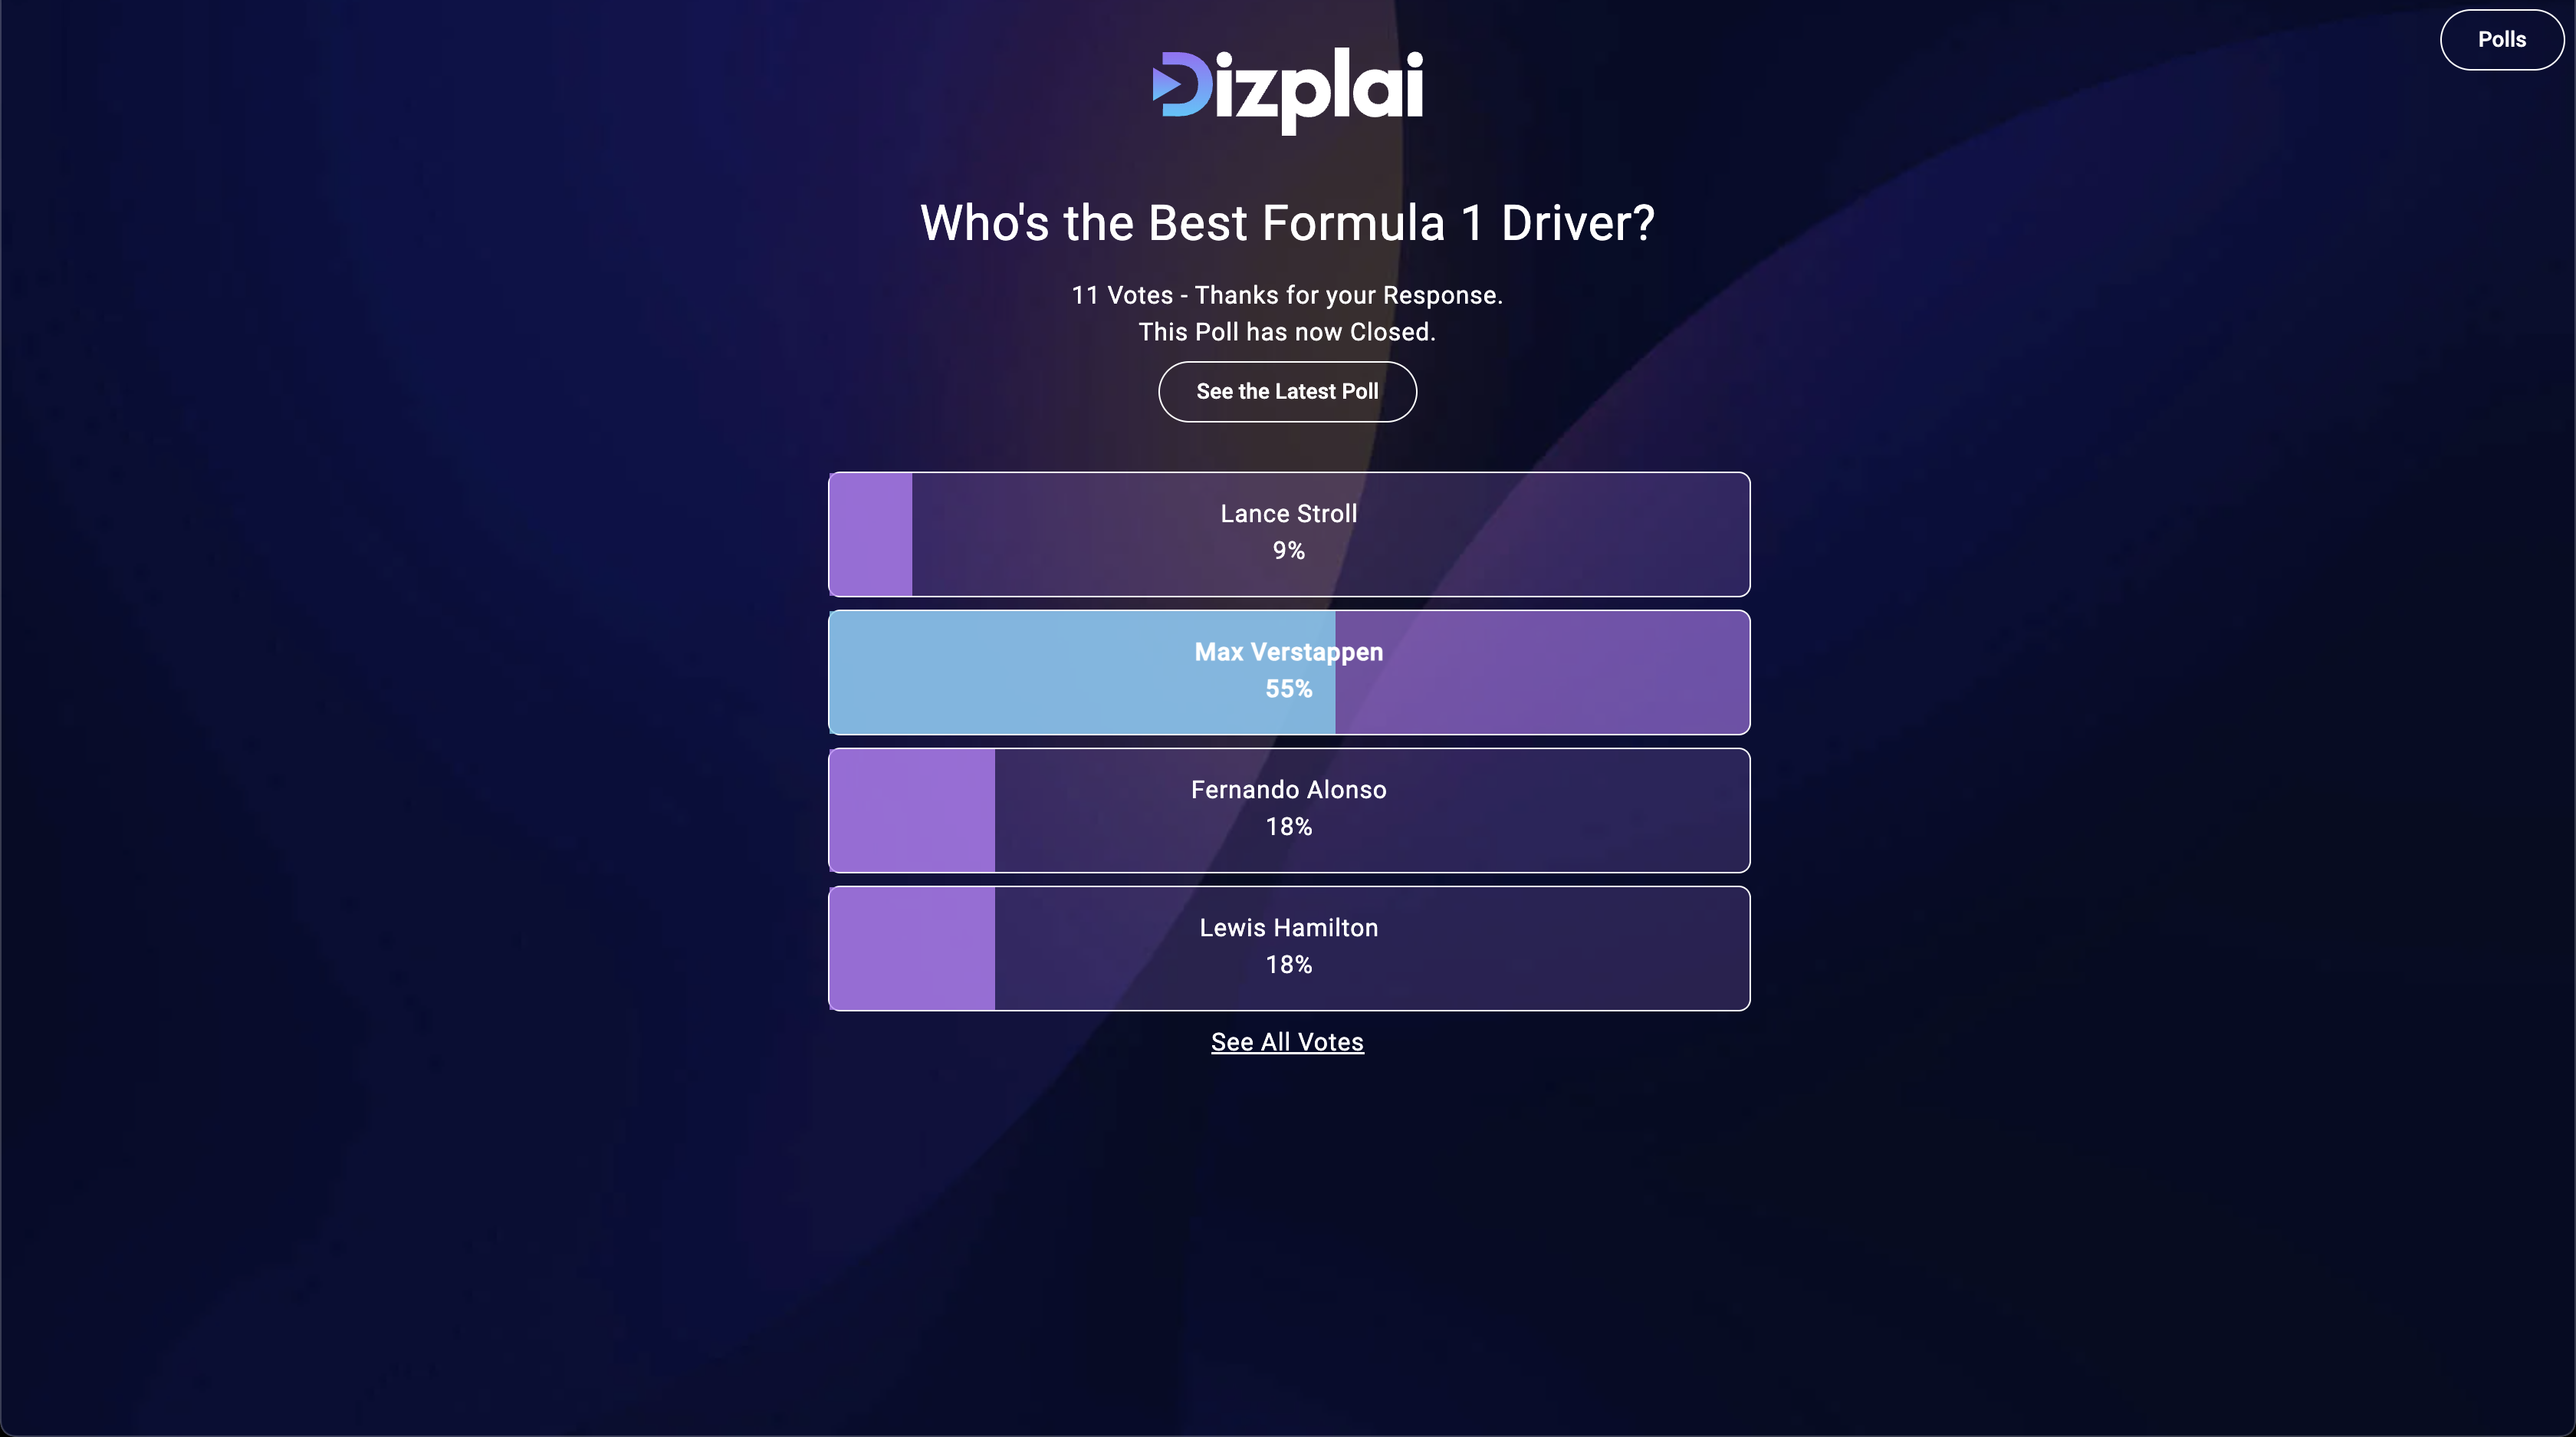 Polls
Dizplai
Who's the Best Formula 1 Driver?
11 Votes - Thanks for your Response.
This Poll has now Closed.
See the Latest Poll
Lance Stroll
9%
Max Verstappen
55%
Fernando Alonso
18%
Lewis Hamilton
18%
See All Votes